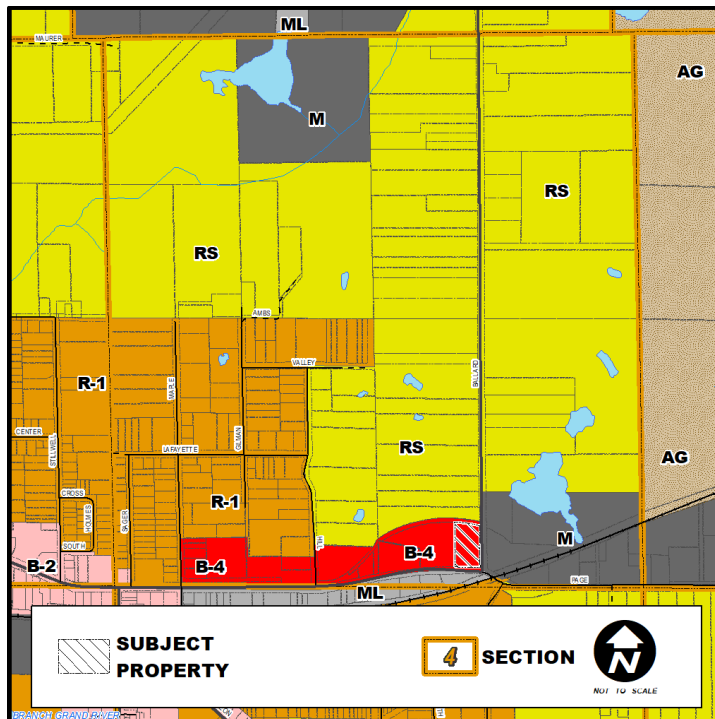 ML
MAURER
AG
M
RS
RS
AMBS
VALLEY
BALLARD
R-1
MAPLE
GILMAN
CENTER
STILLWELL
LAFAYETTE
RS
AG
CROSS
HOLMES
SAGER
R-1
HILL
SOUTH
B-2
B-4
B-4
M
ML
PAGE
SUBJECT
PROPERTY
4 SECTION
N
NOT TO SCALE
BRANCH GRAND RIVER